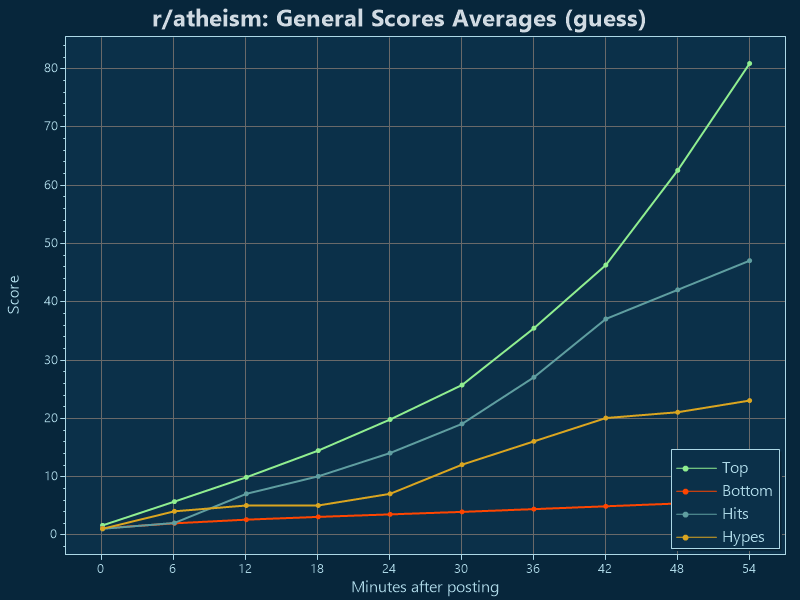 r/atheism: General Scores Averages (guess)
Score
80
70
60
50
40
30
20
10
0
Top
Bottom
Hits
Hypes
0 6 12 18 24 30 36 42 48 54
Minutes after posting